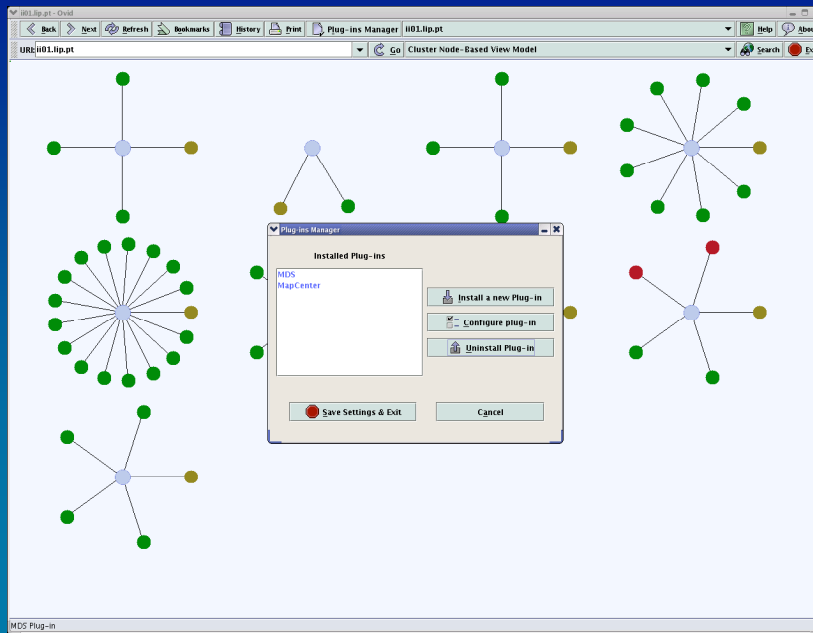 ii01.lip.pt - Ovid
Back Next Refresh Bookmarks History Print Plug-ins Manager ii01.lip.pt Help
URL ii01.lip.pt Go Cluster Node-Based View Model Search
Plug-ins Manager
Installed Plug-ins
MDS
MapCenter
Install a new Plug-in
Configure plug-in
Uninstall Plug-in
Save Settings & Exit Cancel
MDS Plug-in